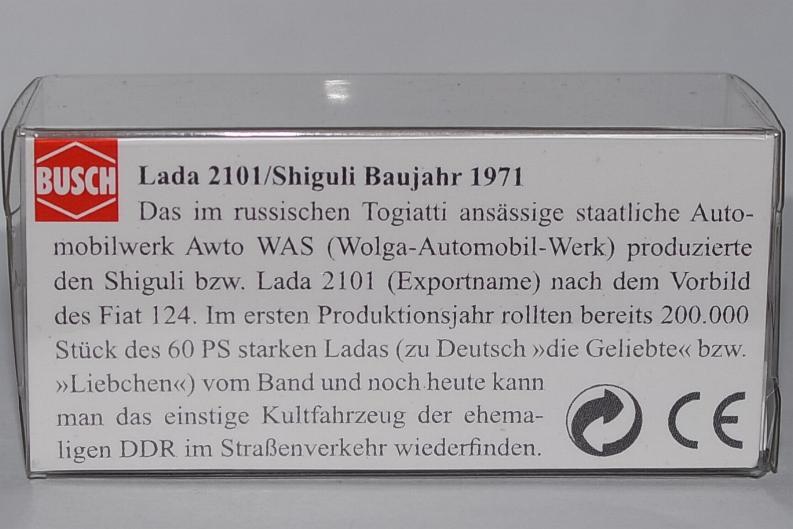 BUSCH
Lada 2101/Shiguli Baujahr 1971
Das im russischen Togiatti ansässige staatliche Auto-
mobilwerk Awto WAS (Wolga-Automobil-Werk) produzierte
den Shiguli bzw. Lada 2101 (Exportname) nach dem Vorbild
des Fiat 124. Im ersten Produktionsjahr rollten bereits 200.000
Stück des 60 PS starken Ladas (zu Deutsch »die Geliebte« bzw.
»Liebchen«) vom Band und noch heute kann
man das einstige Kultfahrzeug der ehema-
ligen DDR im Straßenverkehr wiederfinden.
CE